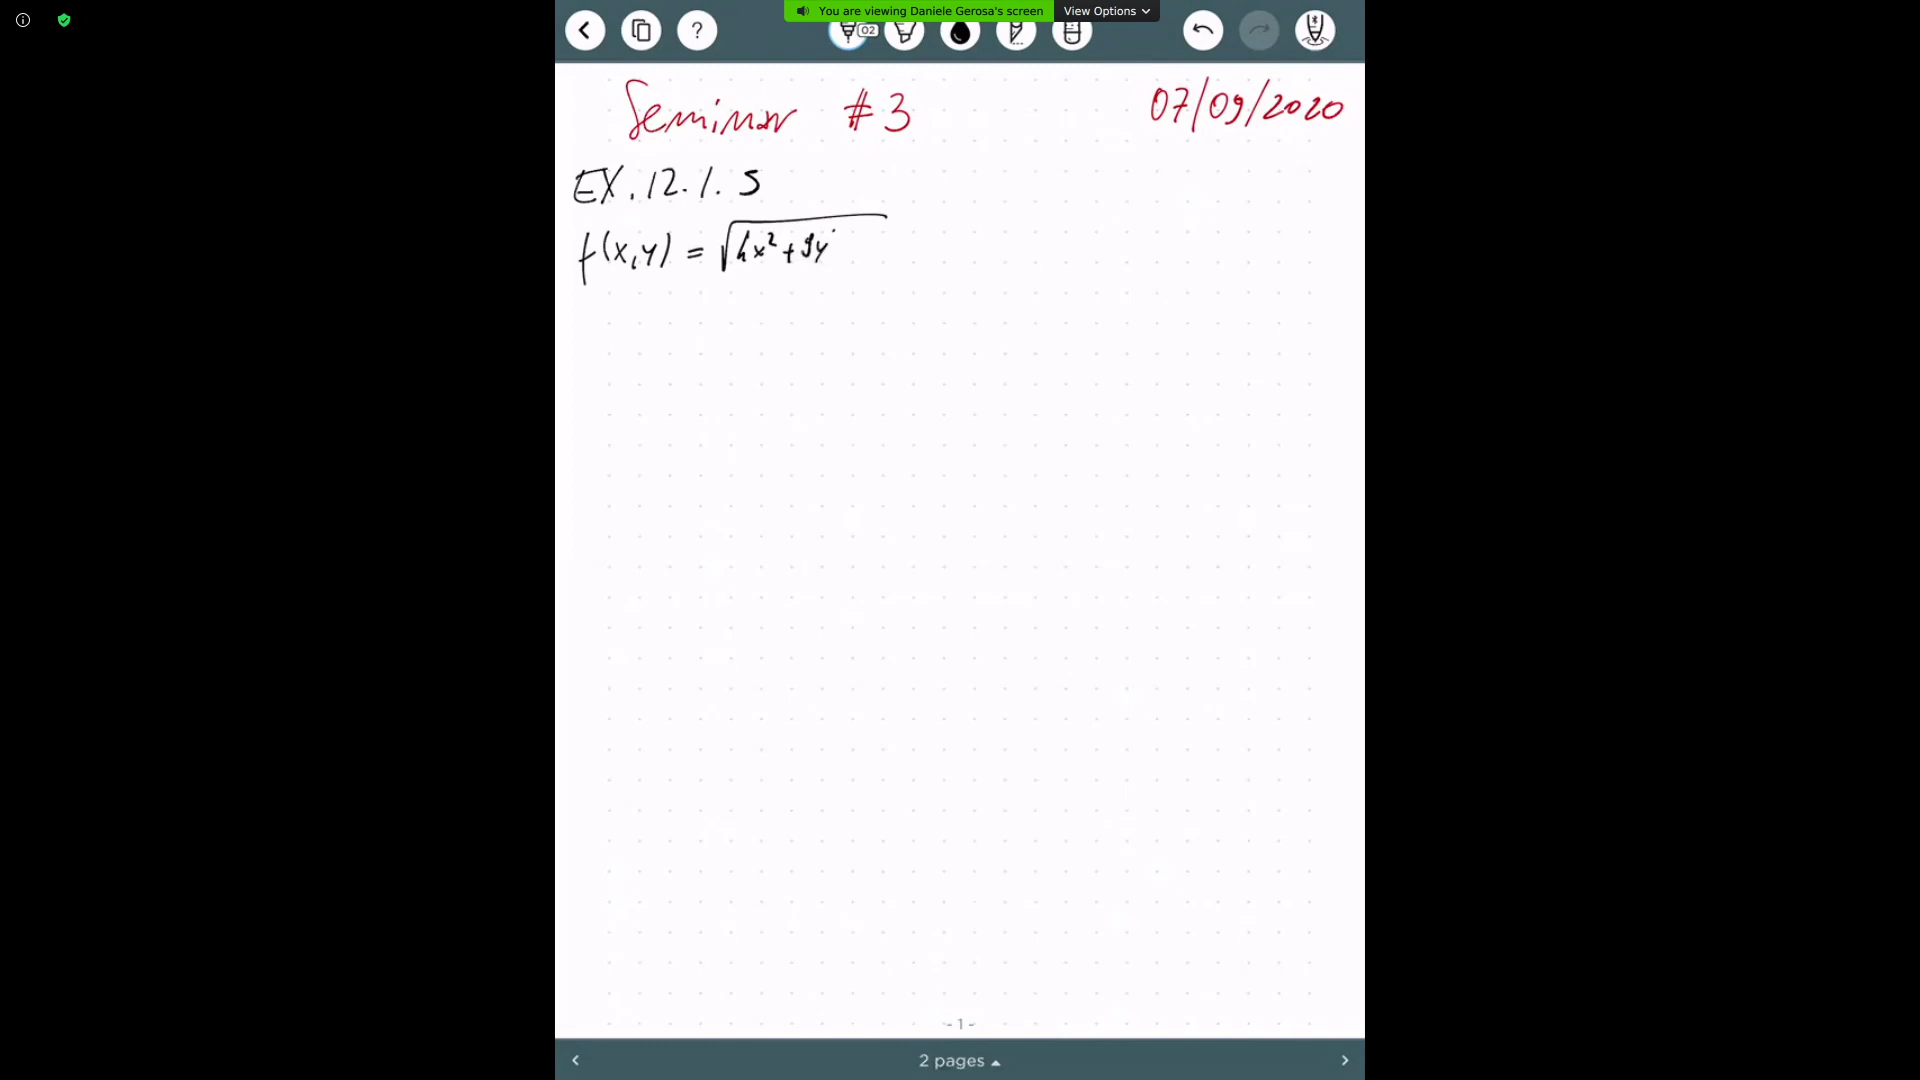 You are viewing Daniele Gerosa's screen View Options
? 02
Seminar #3 07/09/2020
EX. 12.1.5
f(x,y) = √4x²+9y
- 1 -
2 pages